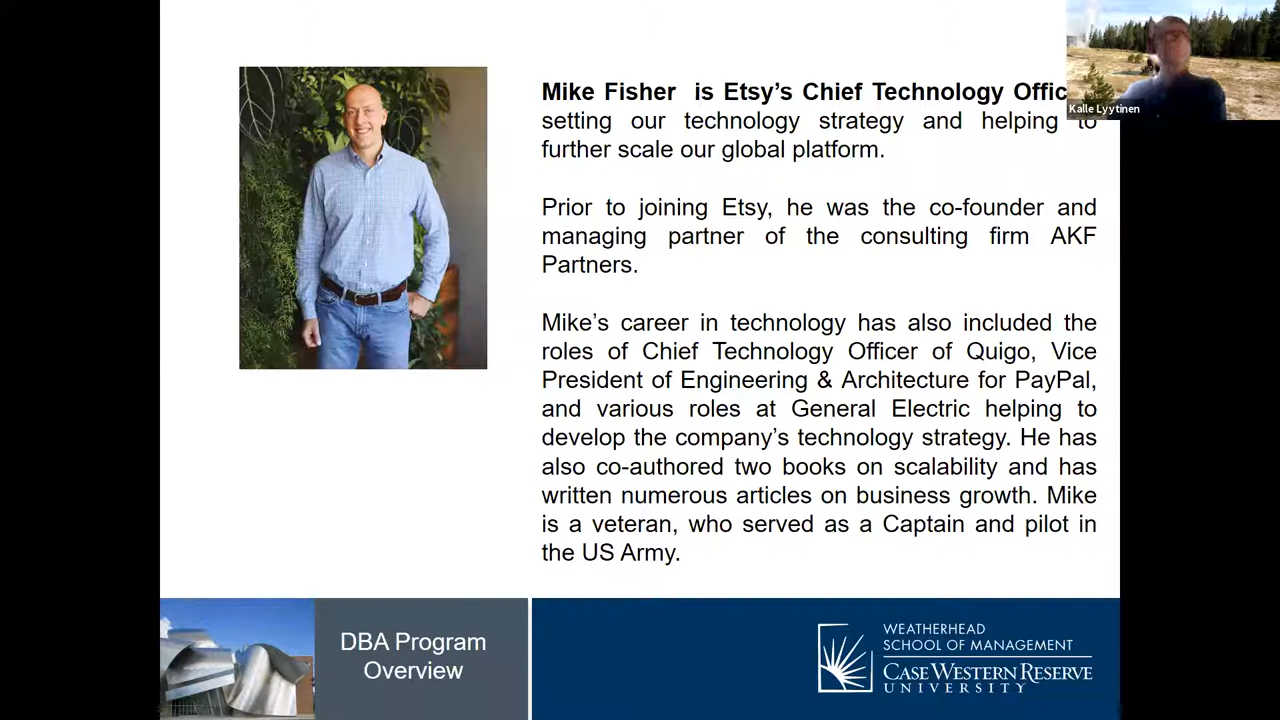 Mike Fisher is Etsy's Chief Technology Offic
setting our technology strategy and helping to
further scale our global platform.
Prior to joining Etsy, he was the co-founder and
managing partner of the consulting firm AKF
Partners.
Mike's career in technology has also included the
roles of Chief Technology Officer of Quigo, Vice
President of Engineering & Architecture for PayPal,
and various roles at General Electric helping to
develop the company's technology strategy. He has
also co-authored two books on scalability and has
written numerous articles on business growth. Mike
is a veteran, who served as a Captain and pilot in
the US Army.
Kalle Lyytinen
DBA Program
Overview
WEATHERHEAD
SCHOOL OF MANAGEMENT
CASE WESTERN RESERVE
UNIVERSITY